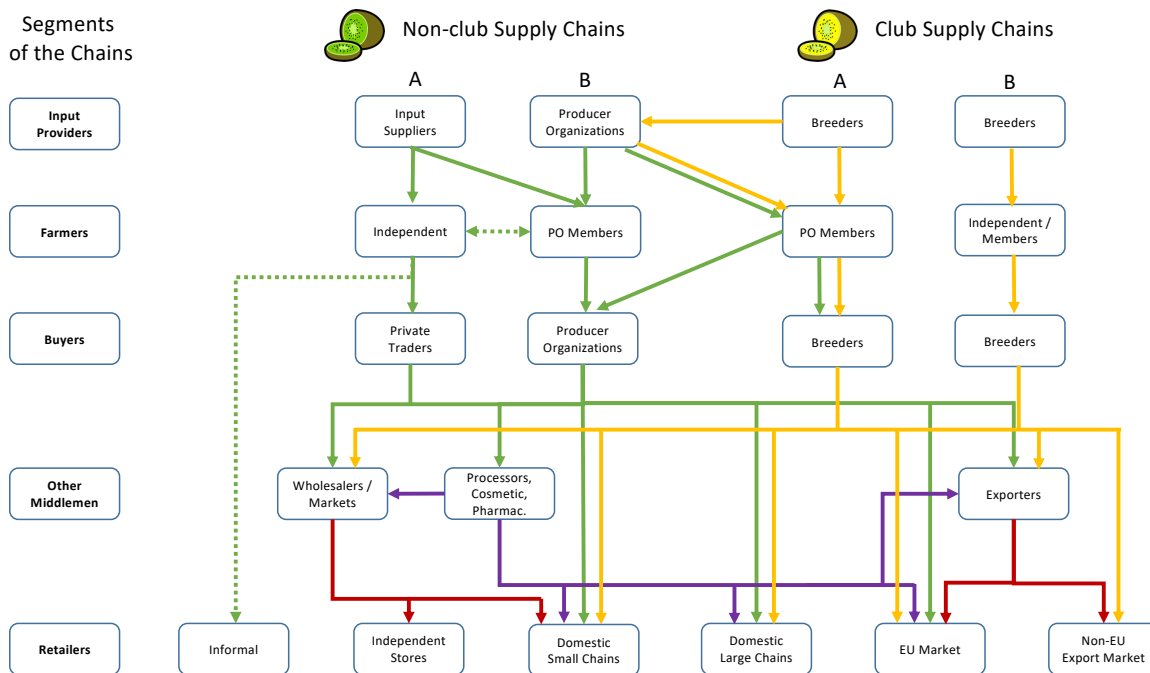 Segments
of the Chains
Non-club Supply Chains
Club Supply Chains
A
B
A
B
Input
Providers
Input
Suppliers
Producer
Organizations
Breeders
Breeders
Farmers
Independent
PO Members
PO Members
Independent /
Members
Buyers
Private
Traders
Producer
Organizations
Breeders
Breeders
Other
Middlemen
Wholesalers /
Markets
Processors,
Cosmetic,
Pharmac.
Exporters
Retailers
Informal
Independent
Stores
Domestic
Small Chains
Domestic
Large Chains
EU Market
Non-EU
Export Market